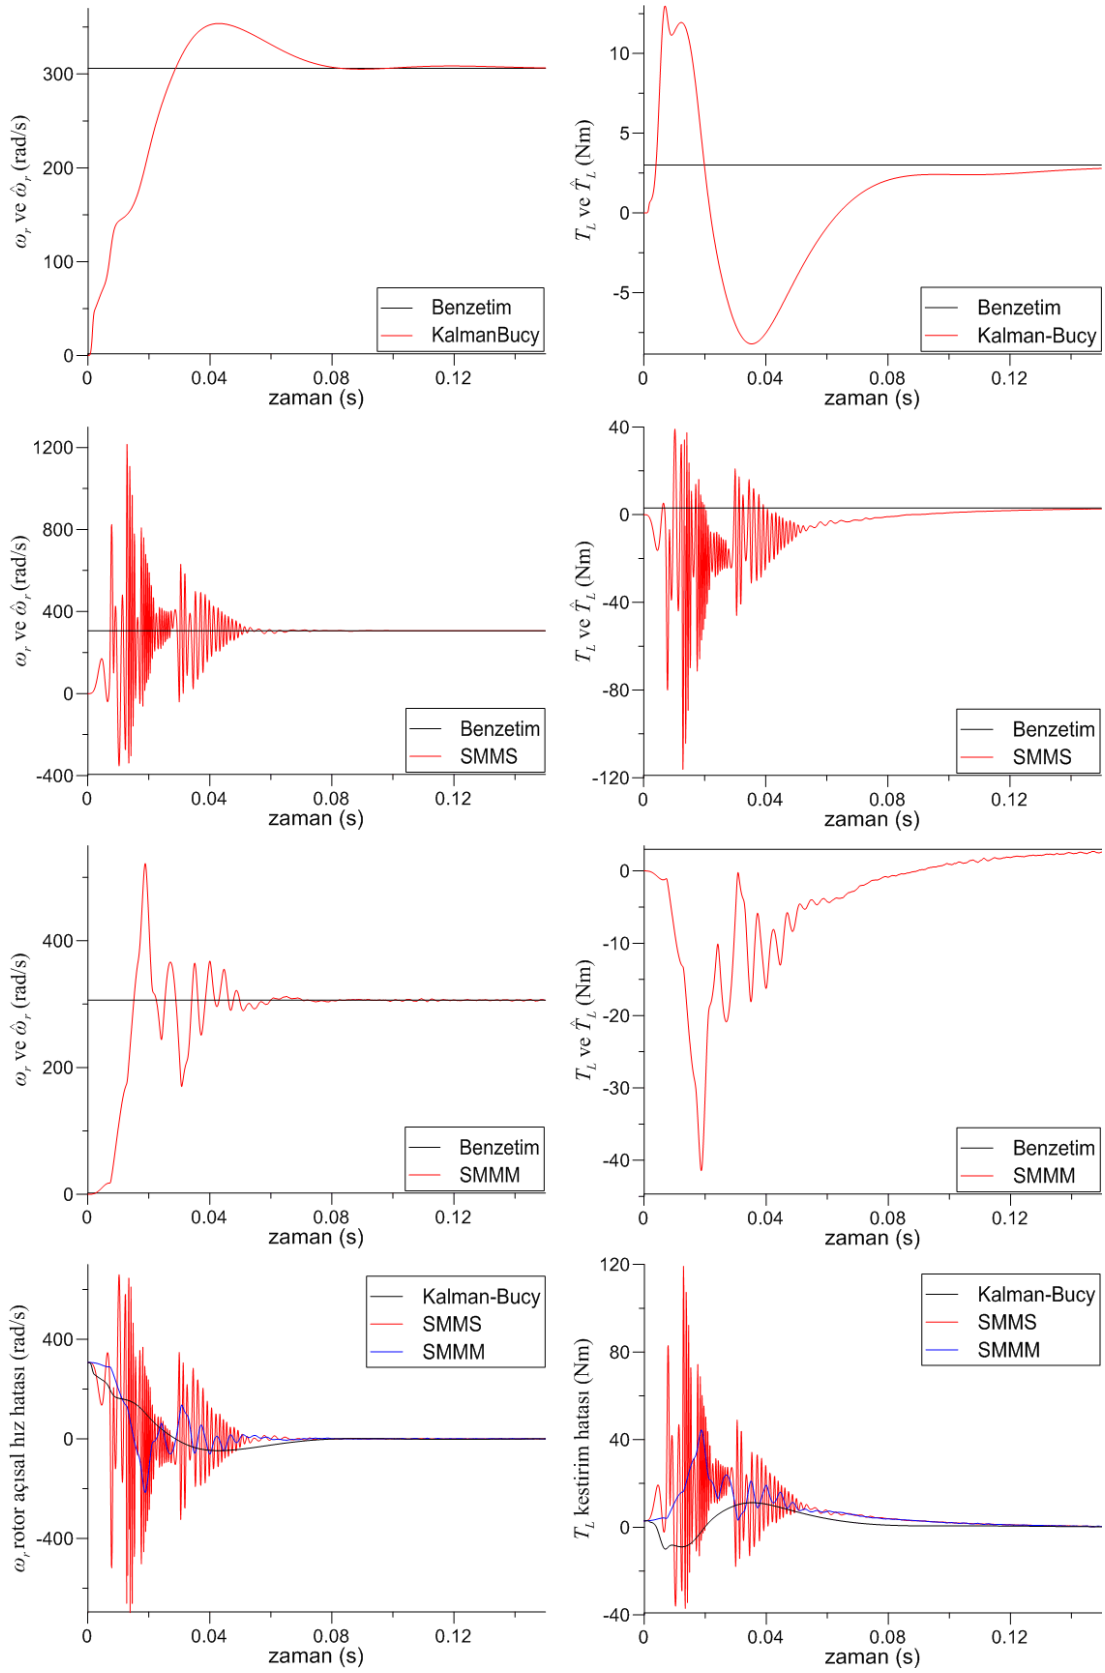 ω_r ve ω̂_r (rad/s)
300
200
100
0
0
0.04
0.08
0.12
zaman (s)
Benzetim
KalmanBucy
T_L ve T̂_L (Nm)
10
5
0
-5
0
0.04
0.08
0.12
zaman (s)
Benzetim
Kalman-Bucy
ω_r ve ω̂_r (rad/s)
1200
800
400
0
-400
0
0.04
0.08
0.12
zaman (s)
Benzetim
SMMS
T_L ve T̂_L (Nm)
40
0
-40
-80
-120
0
0.04
0.08
0.12
zaman (s)
Benzetim
SMMS
ω_r ve ω̂_r (rad/s)
400
200
0
0
0.04
0.08
0.12
zaman (s)
Benzetim
SMMM
T_L ve T̂_L (Nm)
0
-10
-20
-30
-40
0
0.04
0.08
0.12
zaman (s)
Benzetim
SMMM
ω_r rotor açısal hız hatası (rad/s)
400
0
-400
0
0.04
0.08
0.12
zaman (s)
Kalman-Bucy
SMMS
SMMM
T_L kestirim hatası (Nm)
120
80
40
0
-40
0
0.04
0.08
0.12
zaman (s)
Kalman-Bucy
SMMS
SMMM